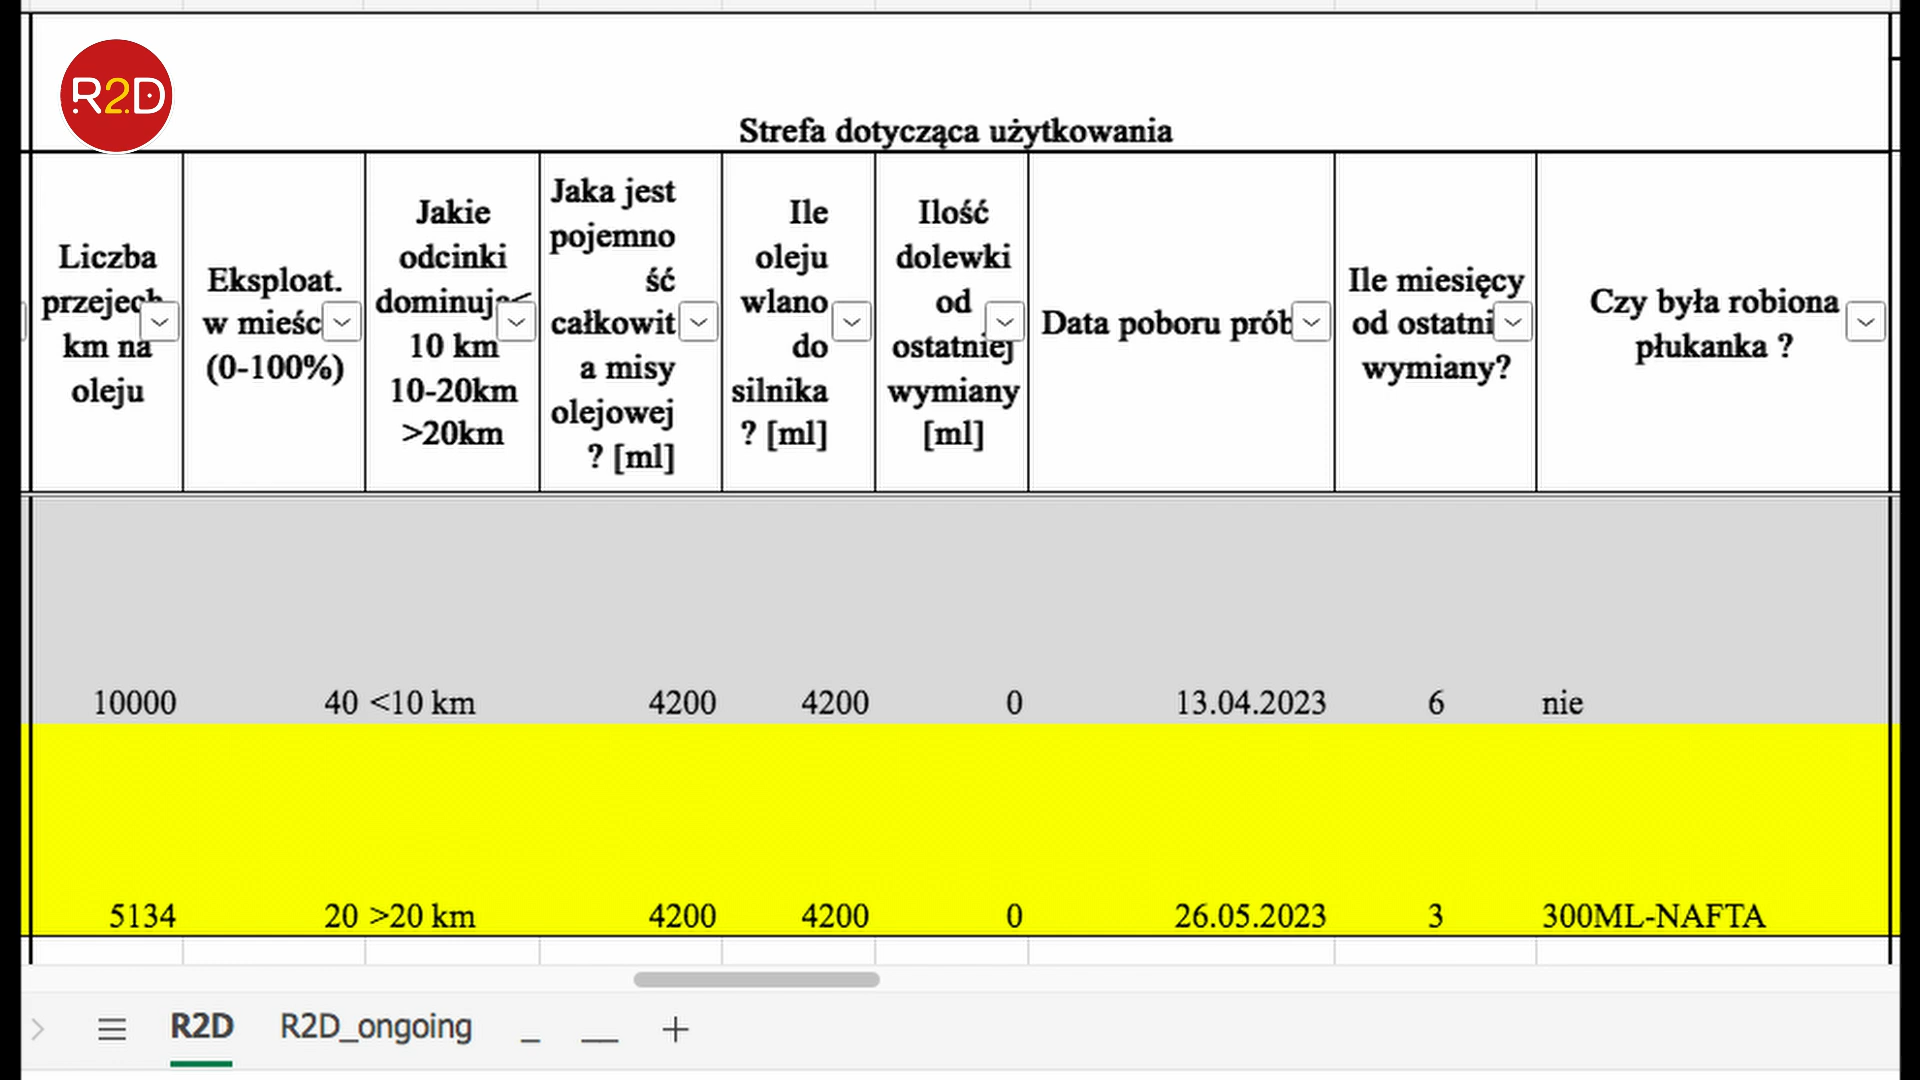 R2D
Strefa dotycząca użytkowania
Liczba
przejech
km na
oleju
Eksploat.
w mieśc
(0-100%)
Jakie
odcinki
dominują<
10 km
10-20km
>20km
Jaka jest
pojemno
ść
całkowit
a misy
olejowej
? [ml]
Ile
oleju
wlano
do
silnika
? [ml]
Ilość
dolewki
od
ostatniej
wymiany
[ml]
Data poboru prób
Ile miesięcy
od ostatni
wymiany?
Czy była robiona
płukanka ?
10000 40 <10 km 4200 4200 0 13.04.2023 6 nie
5134 20 >20 km 4200 4200 0 26.05.2023 3 300ML-NAFTA
R2D R2D_ongoing _ __ +